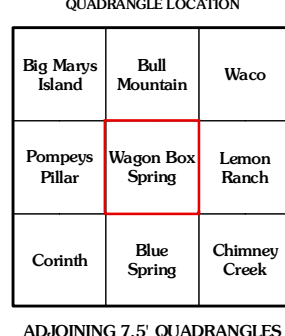 QUADRANGLE LOCATION
Big Marys Bull Waco
Island Mountain
Pompeys Wagon Box Lemon
Pillar Spring Ranch
Corinth Blue Chimney
Spring Creek
ADJOINING 7.5' QUADRANGLES